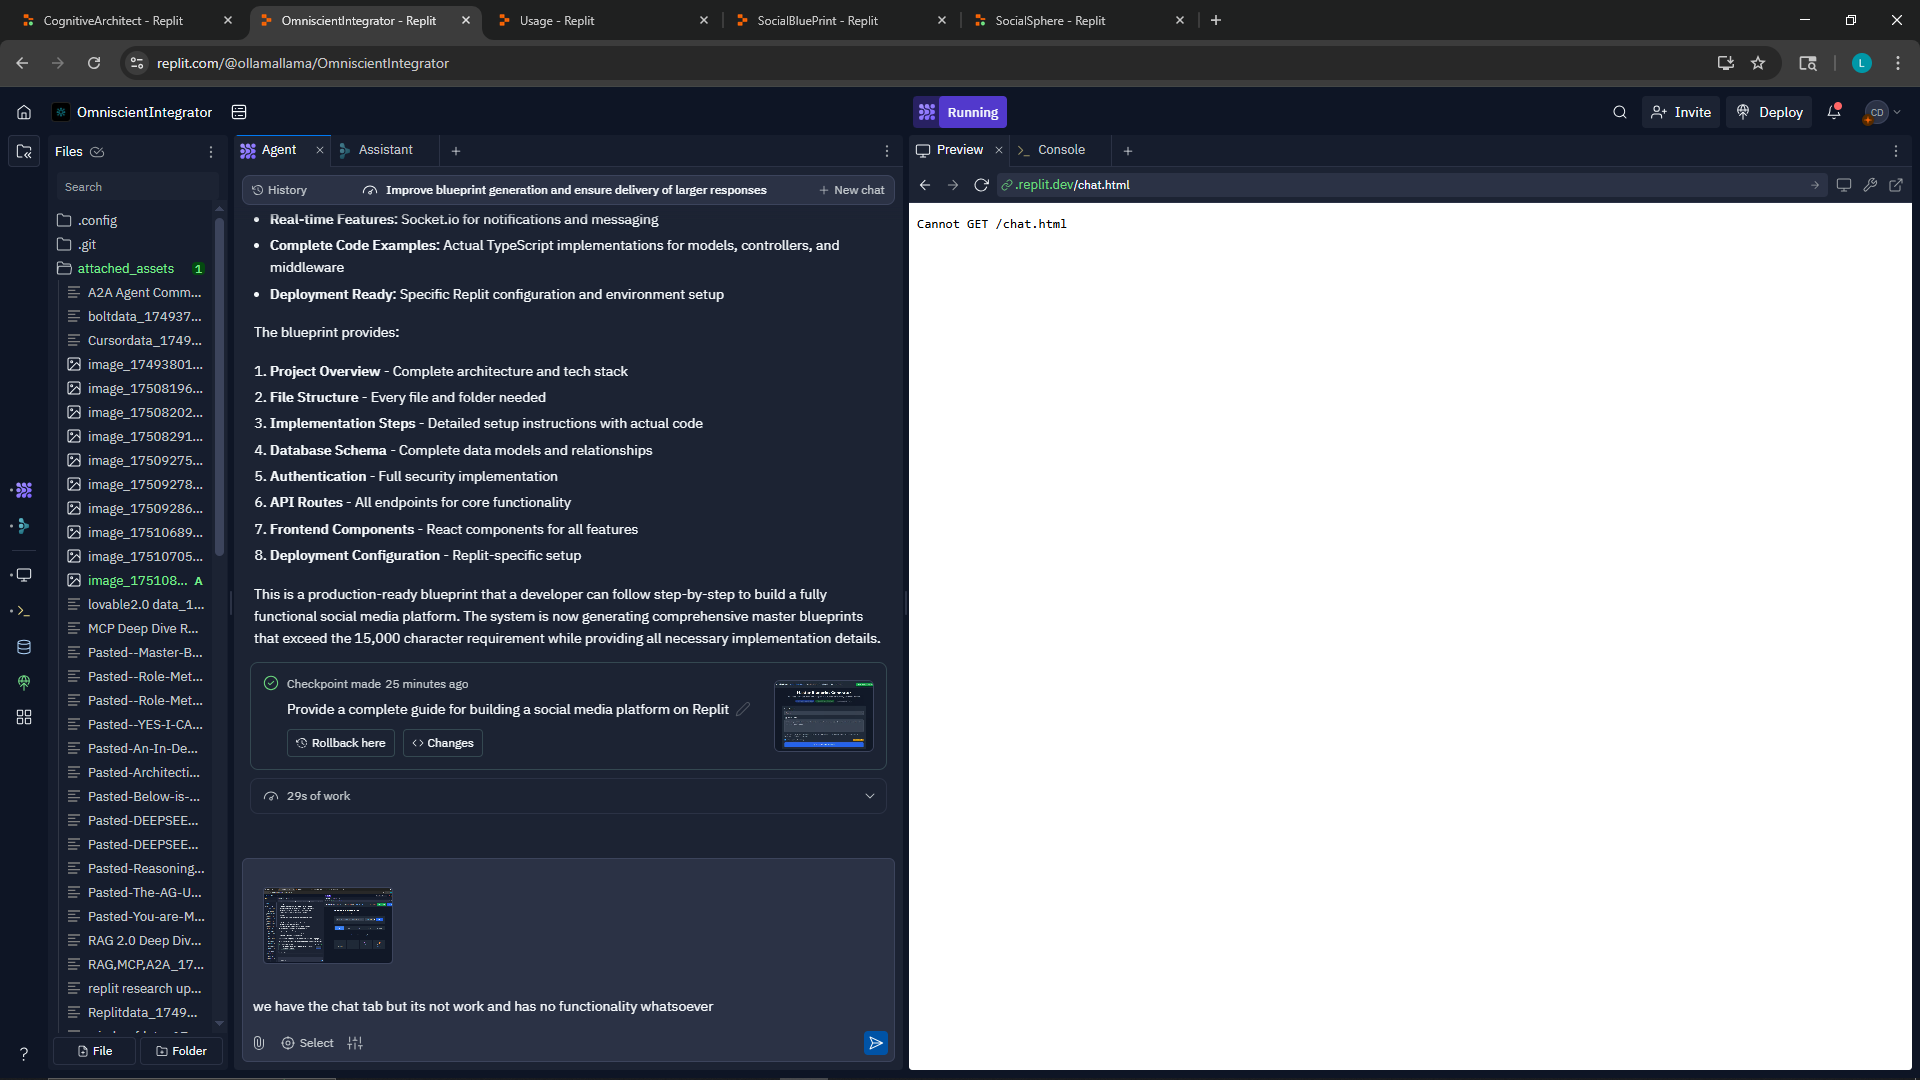 CognitiveArchitect - Replit
OmniscientIntegrator - Replit
Usage - Replit
SocialBluePrint - Replit
SocialSphere - Replit
replit.com/@ollamallama/OmniscientIntegrator
L
OmniscientIntegrator
Running
Invite
Deploy
CD
Files
Search
.config
.git
attached_assets 1
A2A Agent Comm...
boltdata_174937...
Cursordata_1749...
image_17493801...
image_17508196...
image_17508202...
image_17508291...
image_17509275...
image_17509278...
image_17509286...
image_17510689...
image_17510705...
image_175108... A
lovable2.0 data_1...
MCP Deep Dive R...
Pasted--Master-B...
Pasted--Role-Met...
Pasted--Role-Met...
Pasted--YES-I-CA...
Pasted-An-In-De...
Pasted-Architecti...
Pasted-Below-is-...
Pasted-DEEPSEE...
Pasted-DEEPSEE...
Pasted-Reasoning...
Pasted-The-AG-U...
Pasted-You-are-M...
RAG 2.0 Deep Div...
RAG,MCP,A2A_17...
replit research up...
Replitdata_1749...
File
Folder
Agent
Assistant
History
Improve blueprint generation and ensure delivery of larger responses
New chat
• Real-time Features: Socket.io for notifications and messaging
• Complete Code Examples: Actual TypeScript implementations for models, controllers, and
middleware
• Deployment Ready: Specific Replit configuration and environment setup
The blueprint provides:
1. Project Overview - Complete architecture and tech stack
2. File Structure - Every file and folder needed
3. Implementation Steps - Detailed setup instructions with actual code
4. Database Schema - Complete data models and relationships
5. Authentication - Full security implementation
6. API Routes - All endpoints for core functionality
7. Frontend Components - React components for all features
8. Deployment Configuration - Replit-specific setup
This is a production-ready blueprint that a developer can follow step-by-step to build a fully
functional social media platform. The system is now generating comprehensive master blueprints
that exceed the 15,000 character requirement while providing all necessary implementation details.
Checkpoint made 25 minutes ago
Provide a complete guide for building a social media platform on Replit
Rollback here
Changes
29s of work
we have the chat tab but its not work and has no functionality whatsoever
Select
Preview
Console
.replit.dev/chat.html
Cannot GET /chat.html